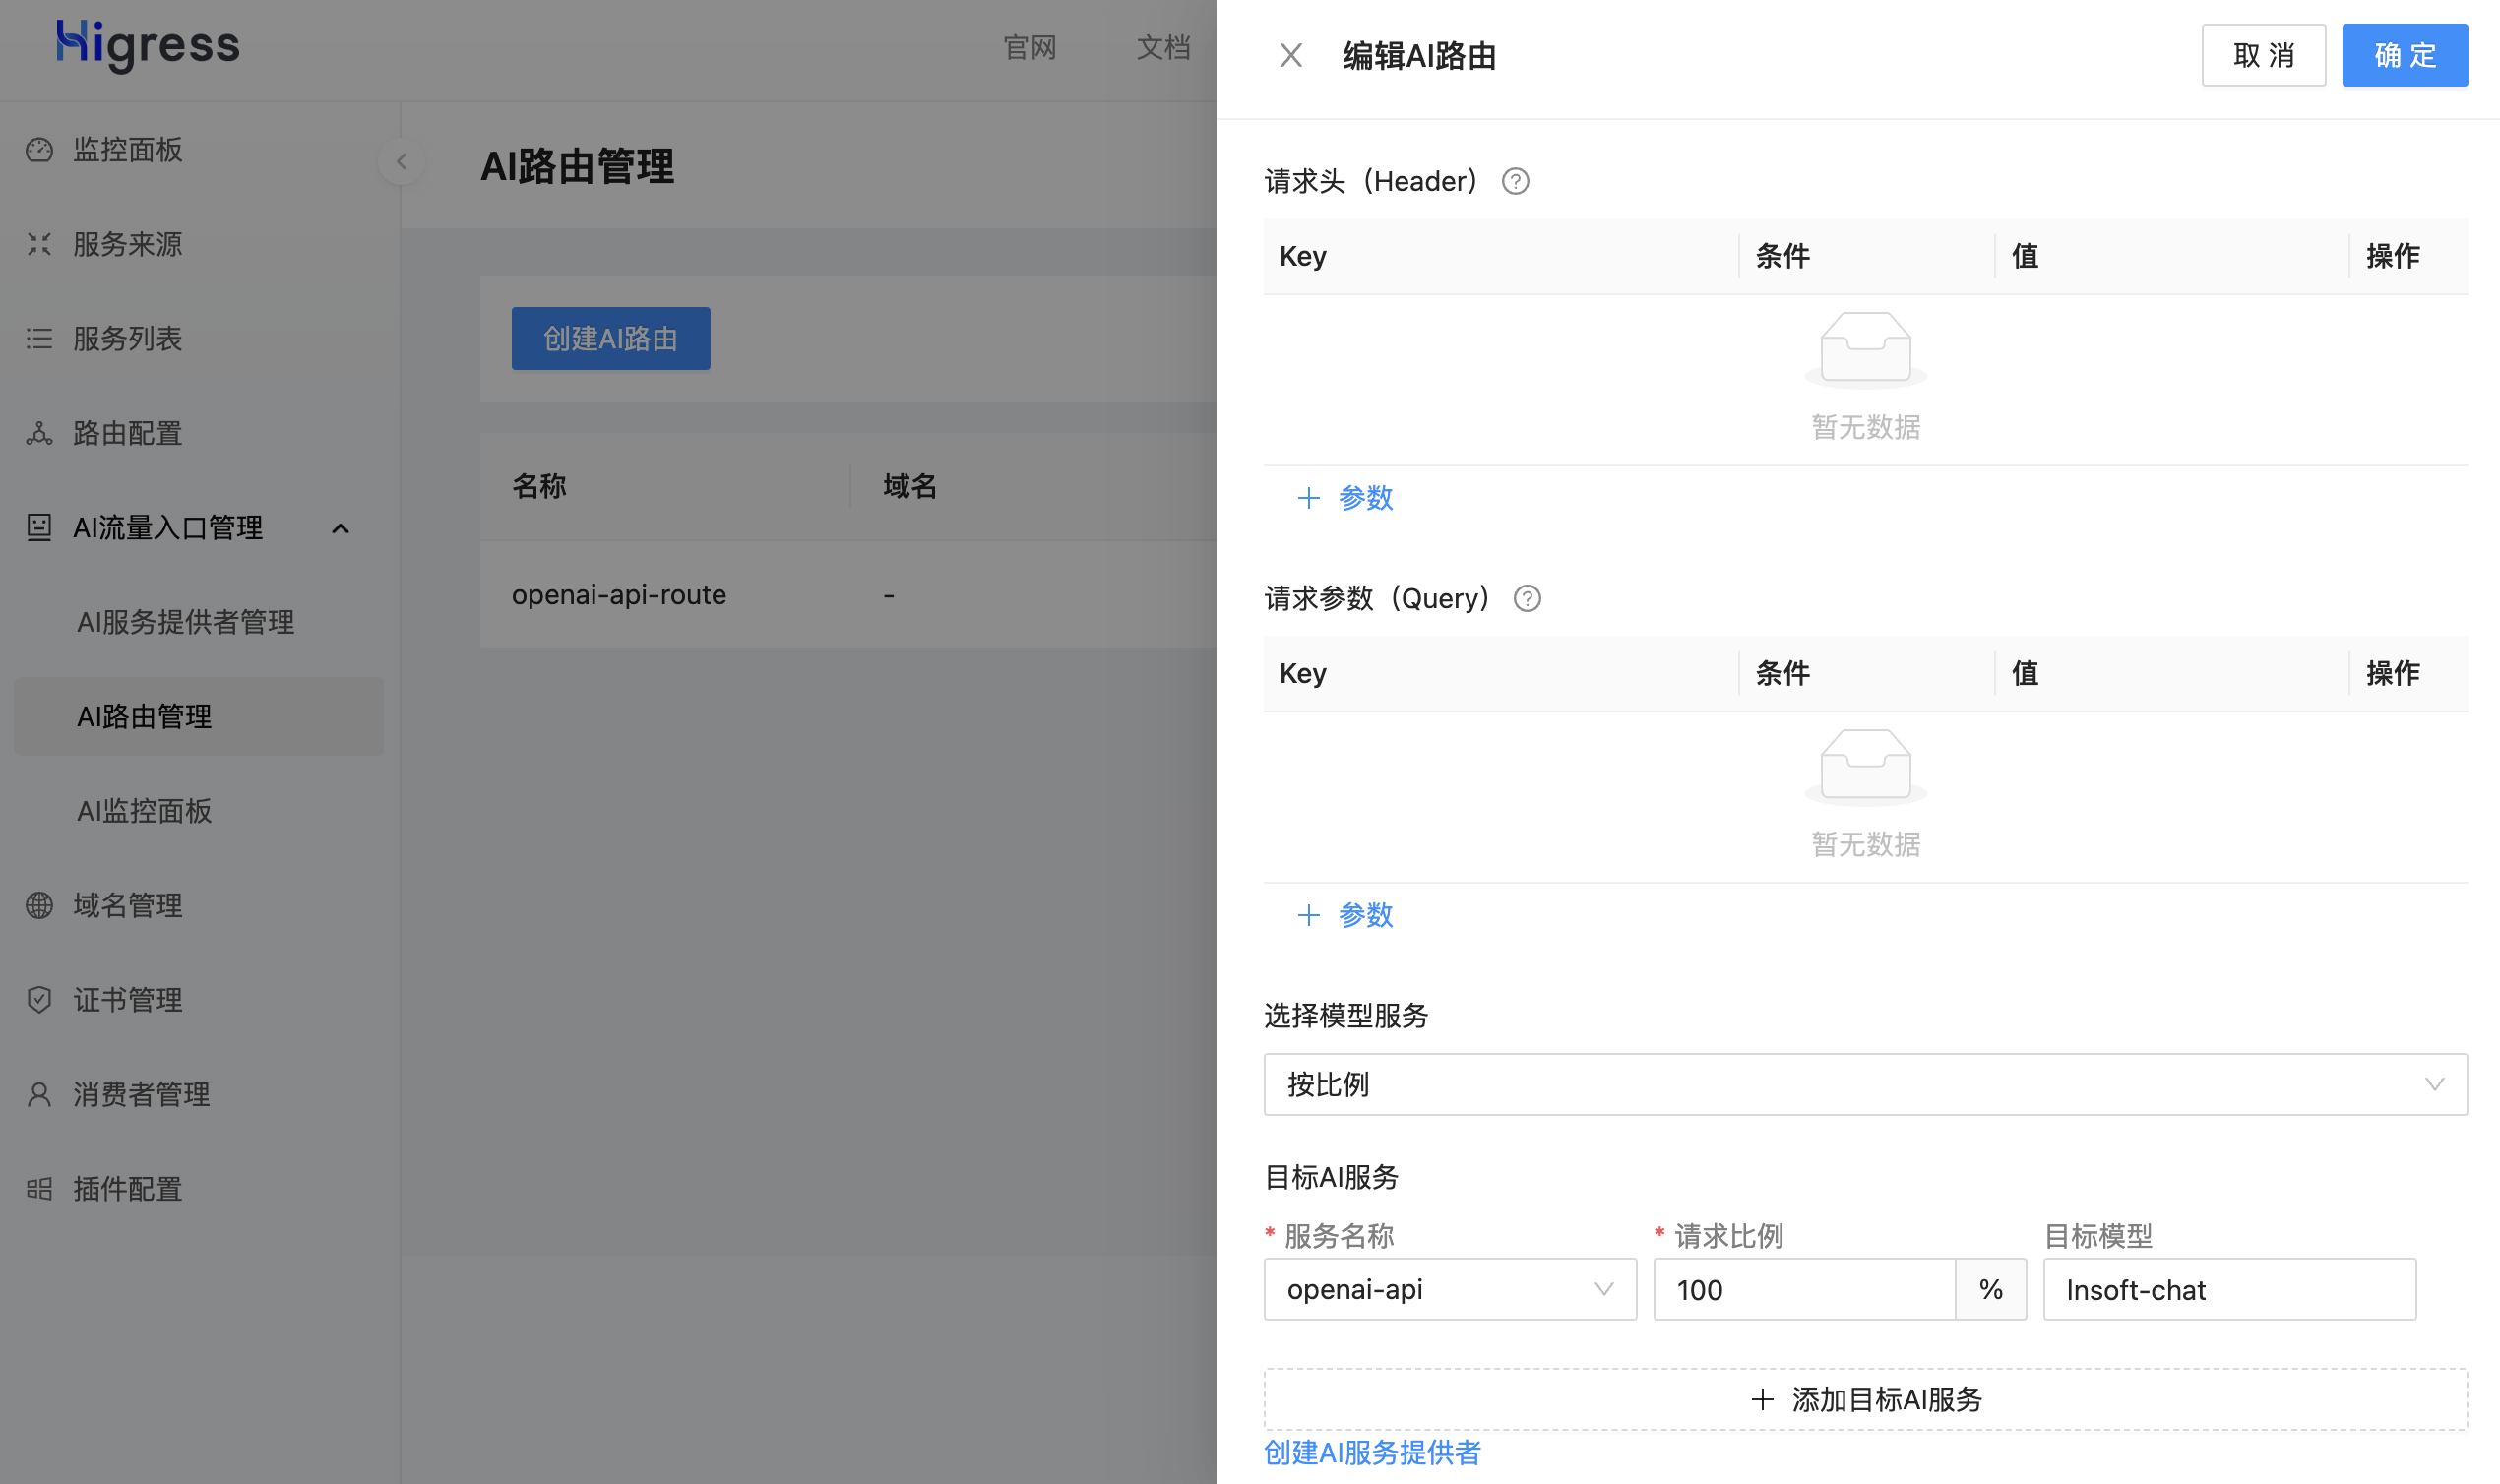 Higress
官网
文档
监控面板
服务来源
服务列表
路由配置
AI流量入口管理
AI服务提供者管理
AI路由管理
AI监控面板
域名管理
证书管理
消费者管理
插件配置
AI路由管理
创建AI路由
名称 域名
openai-api-route -
编辑AI路由
取 消
确 定
请求头（Header）
Key 条件 值 操作
暂无数据
参数
请求参数（Query）
Key 条件 值 操作
暂无数据
参数
选择模型服务
按比例
目标AI服务
* 服务名称 * 请求比例 目标模型
openai-api 100 % Insoft-chat
添加目标AI服务
创建AI服务提供者